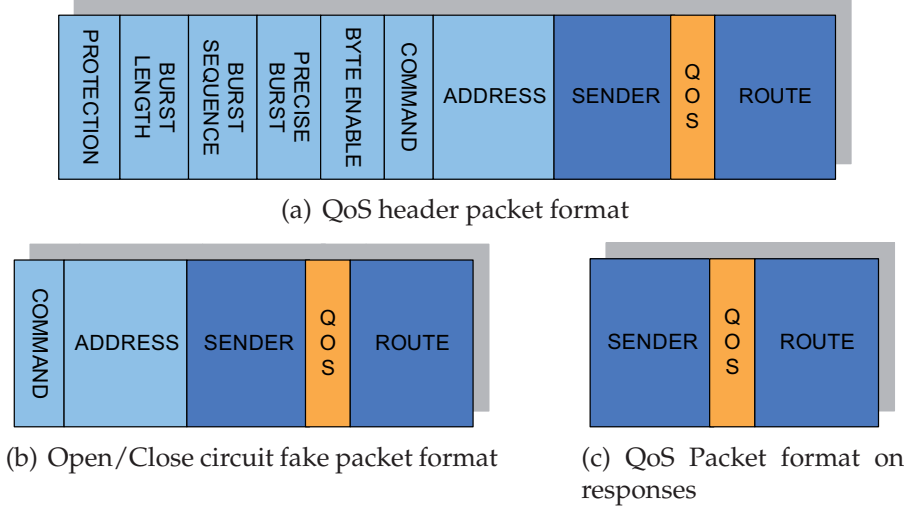 PROTECTION
BURST
LENGTH
BURST
SEQUENCE
PRECISE
BURST
BYTE ENABLE
COMMAND
ADDRESS
SENDER
QOS
ROUTE
(a) QoS header packet format
COMMAND
ADDRESS
SENDER
QOS
ROUTE
(b) Open/Close circuit fake packet format
SENDER
QOS
ROUTE
(c) QoS Packet format on
responses